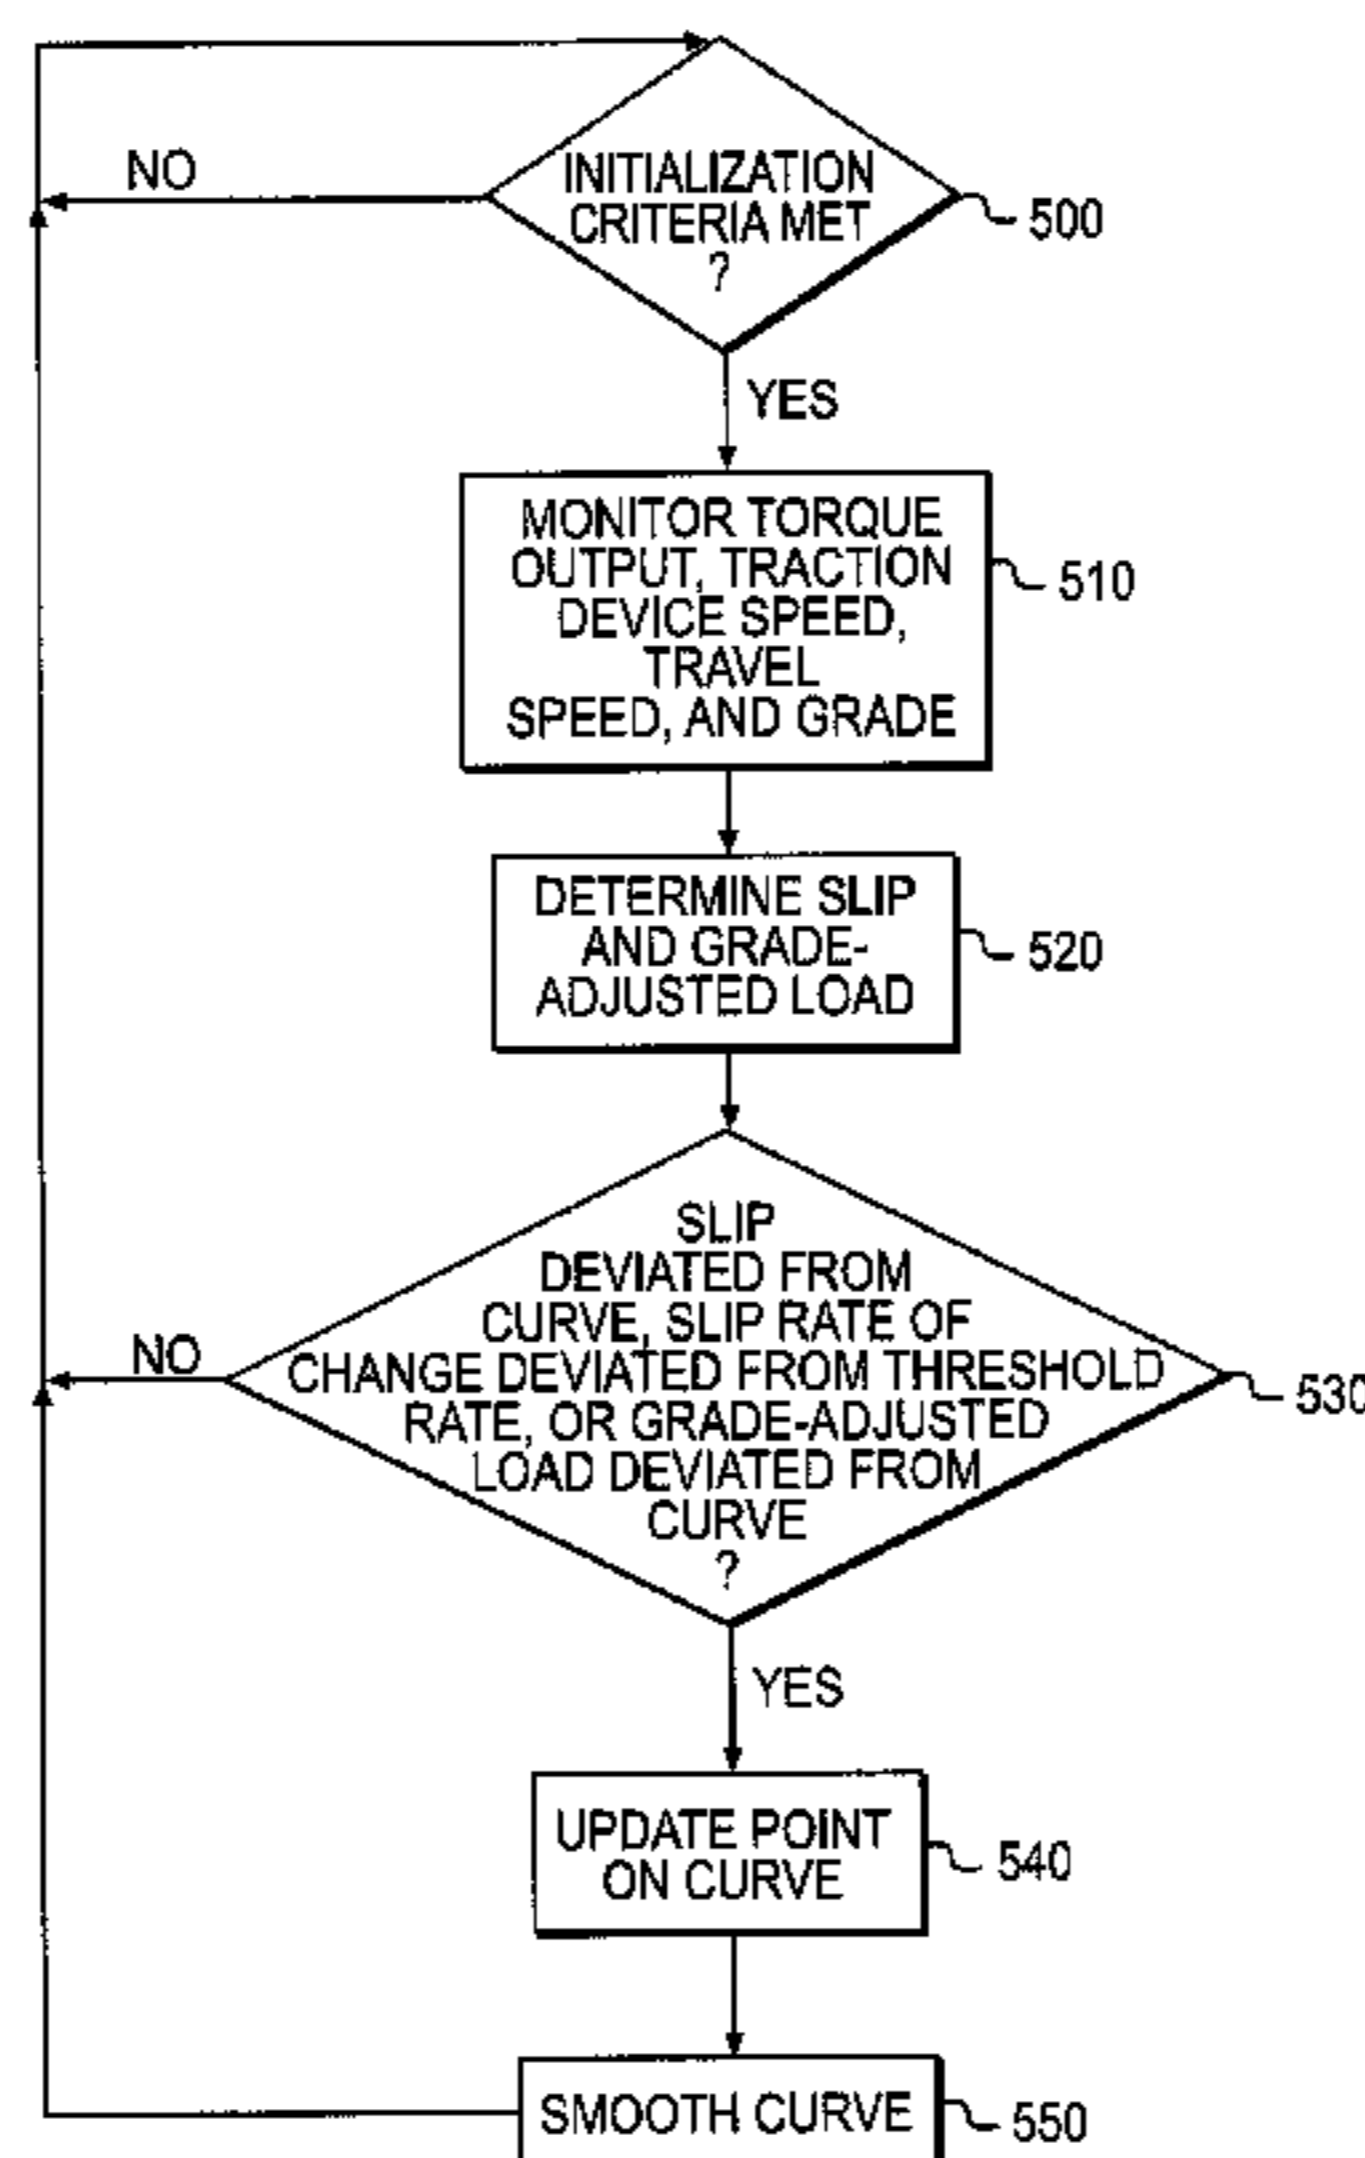 NO
INITIALIZATION
CRITERIA MET
?
500
YES
MONITOR TORQUE
OUTPUT, TRACTION
DEVICE SPEED,
TRAVEL
SPEED, AND GRADE
510
DETERMINE SLIP
AND GRADE-
ADJUSTED LOAD
520
SLIP
DEVIATED FROM
CURVE, SLIP RATE OF
CHANGE DEVIATED FROM THRESHOLD
RATE, OR GRADE-ADJUSTED
LOAD DEVIATED FROM
CURVE
?
NO
530
YES
UPDATE POINT
ON CURVE
540
SMOOTH CURVE
550